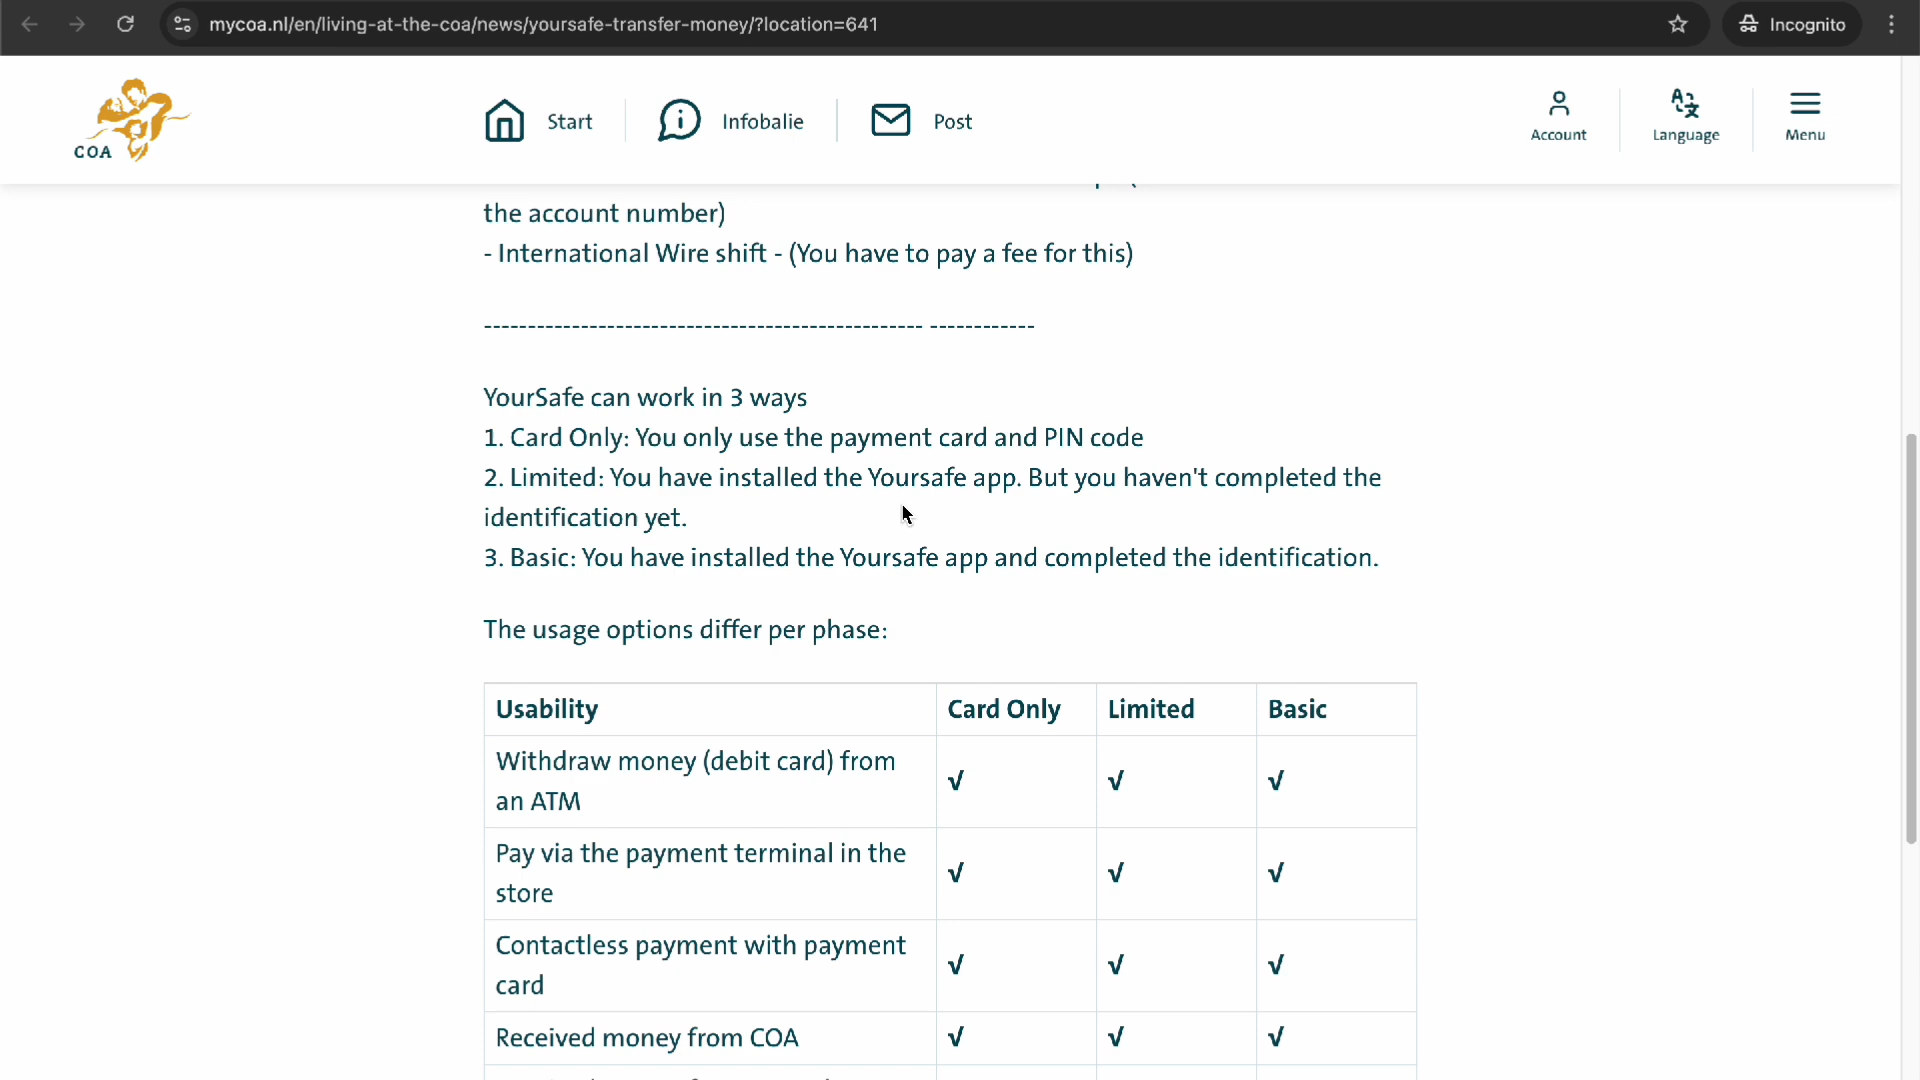 mycoa.nl/en/living-at-the-coa/news/yoursafe-transfer-money/?location=641
Incognito
COA
Start
Infobalie
Post
Account
Language
Menu
the account number)
- International Wire shift - (You have to pay a fee for this)
-------------------------------------------------- ------------
YourSafe can work in 3 ways
1. Card Only: You only use the payment card and PIN code
2. Limited: You have installed the Yoursafe app. But you haven't completed the
identification yet.
3. Basic: You have installed the Yoursafe app and completed the identification.
The usage options differ per phase:
Usability Card Only Limited Basic
Withdraw money (debit card) from
an ATM
√ √ √
Pay via the payment terminal in the
store
√ √ √
Contactless payment with payment
card
√ √ √
Received money from COA √ √ √